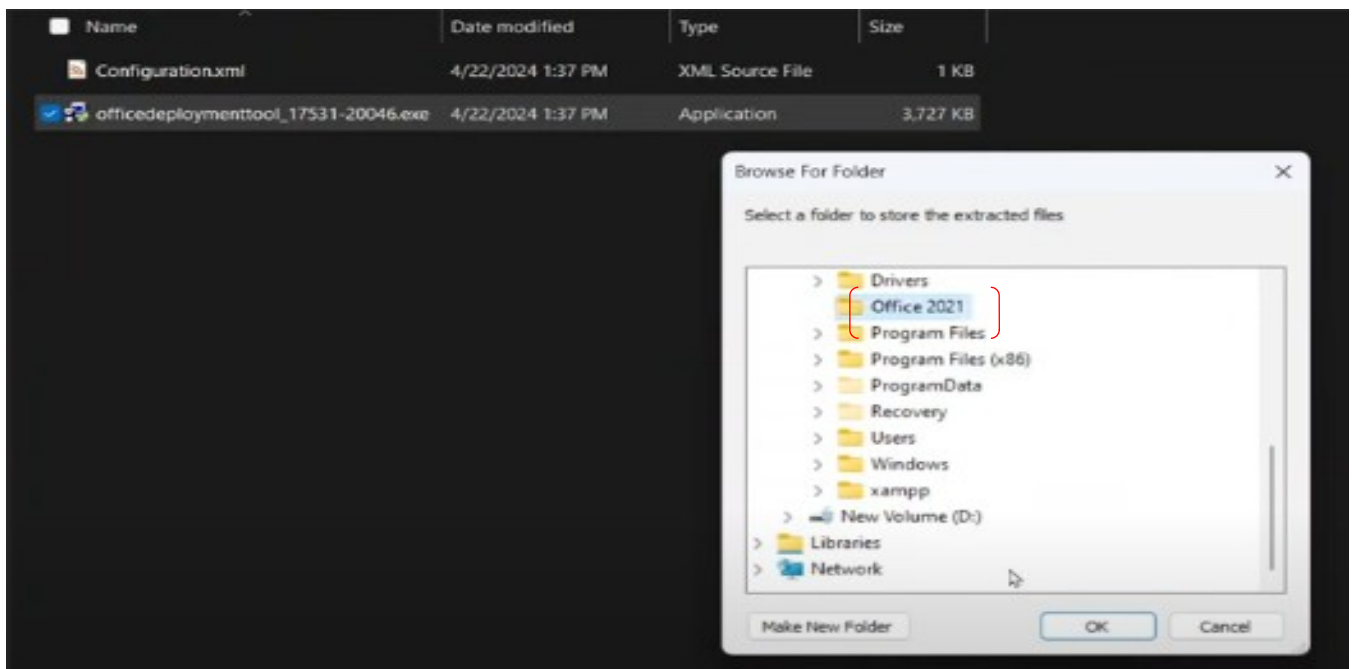 Name Date modified Type Size
Configuration.xml 4/22/2024 1:37 PM XML Source File 1 KB
officedeploymenttool_17531-20046.exe 4/22/2024 1:37 PM Application 3,727 KB
Browse For Folder
Select a folder to store the extracted files
Drivers
Office 2021
Program Files
Program Files (x86)
ProgramData
Recovery
Users
Windows
xampp
New Volume (D:)
Libraries
Network
Make New Folder OK Cancel